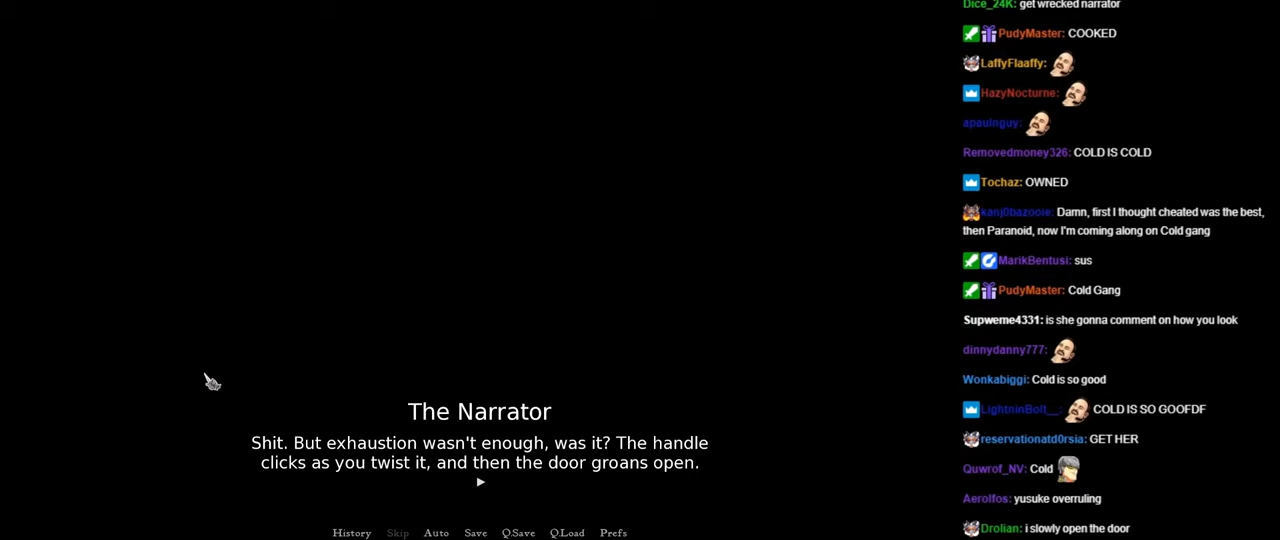 Dice_24K: get wrecked narrator
PudyMaster: COOKED
LaffyFlaaffy:
HazyNocturne:
apaulnguy:
Removedmoney326: COLD IS COLD
Tochaz: OWNED
kanj0bazooie: Damn, first I thought cheated was the best,
then Paranoid, now I'm coming along on Cold gang
MarikBentusi: sus
PudyMaster: Cold Gang
Supweme4331: is she gonna comment on how you look
dinnydanny777:
Wonkabiggi: Cold is so good
LightninBolt__: COLD IS SO GOOFDF
reservationatd0rsia: GET HER
Quwrof_NV: Cold
Aerolfos: yusuke overruling
Drolian: i slowly open the door
The Narrator
Shit. But exhaustion wasn't enough, was it? The handle
clicks as you twist it, and then the door groans open.
History Skip Auto Save Q.Save Q.Load Prefs